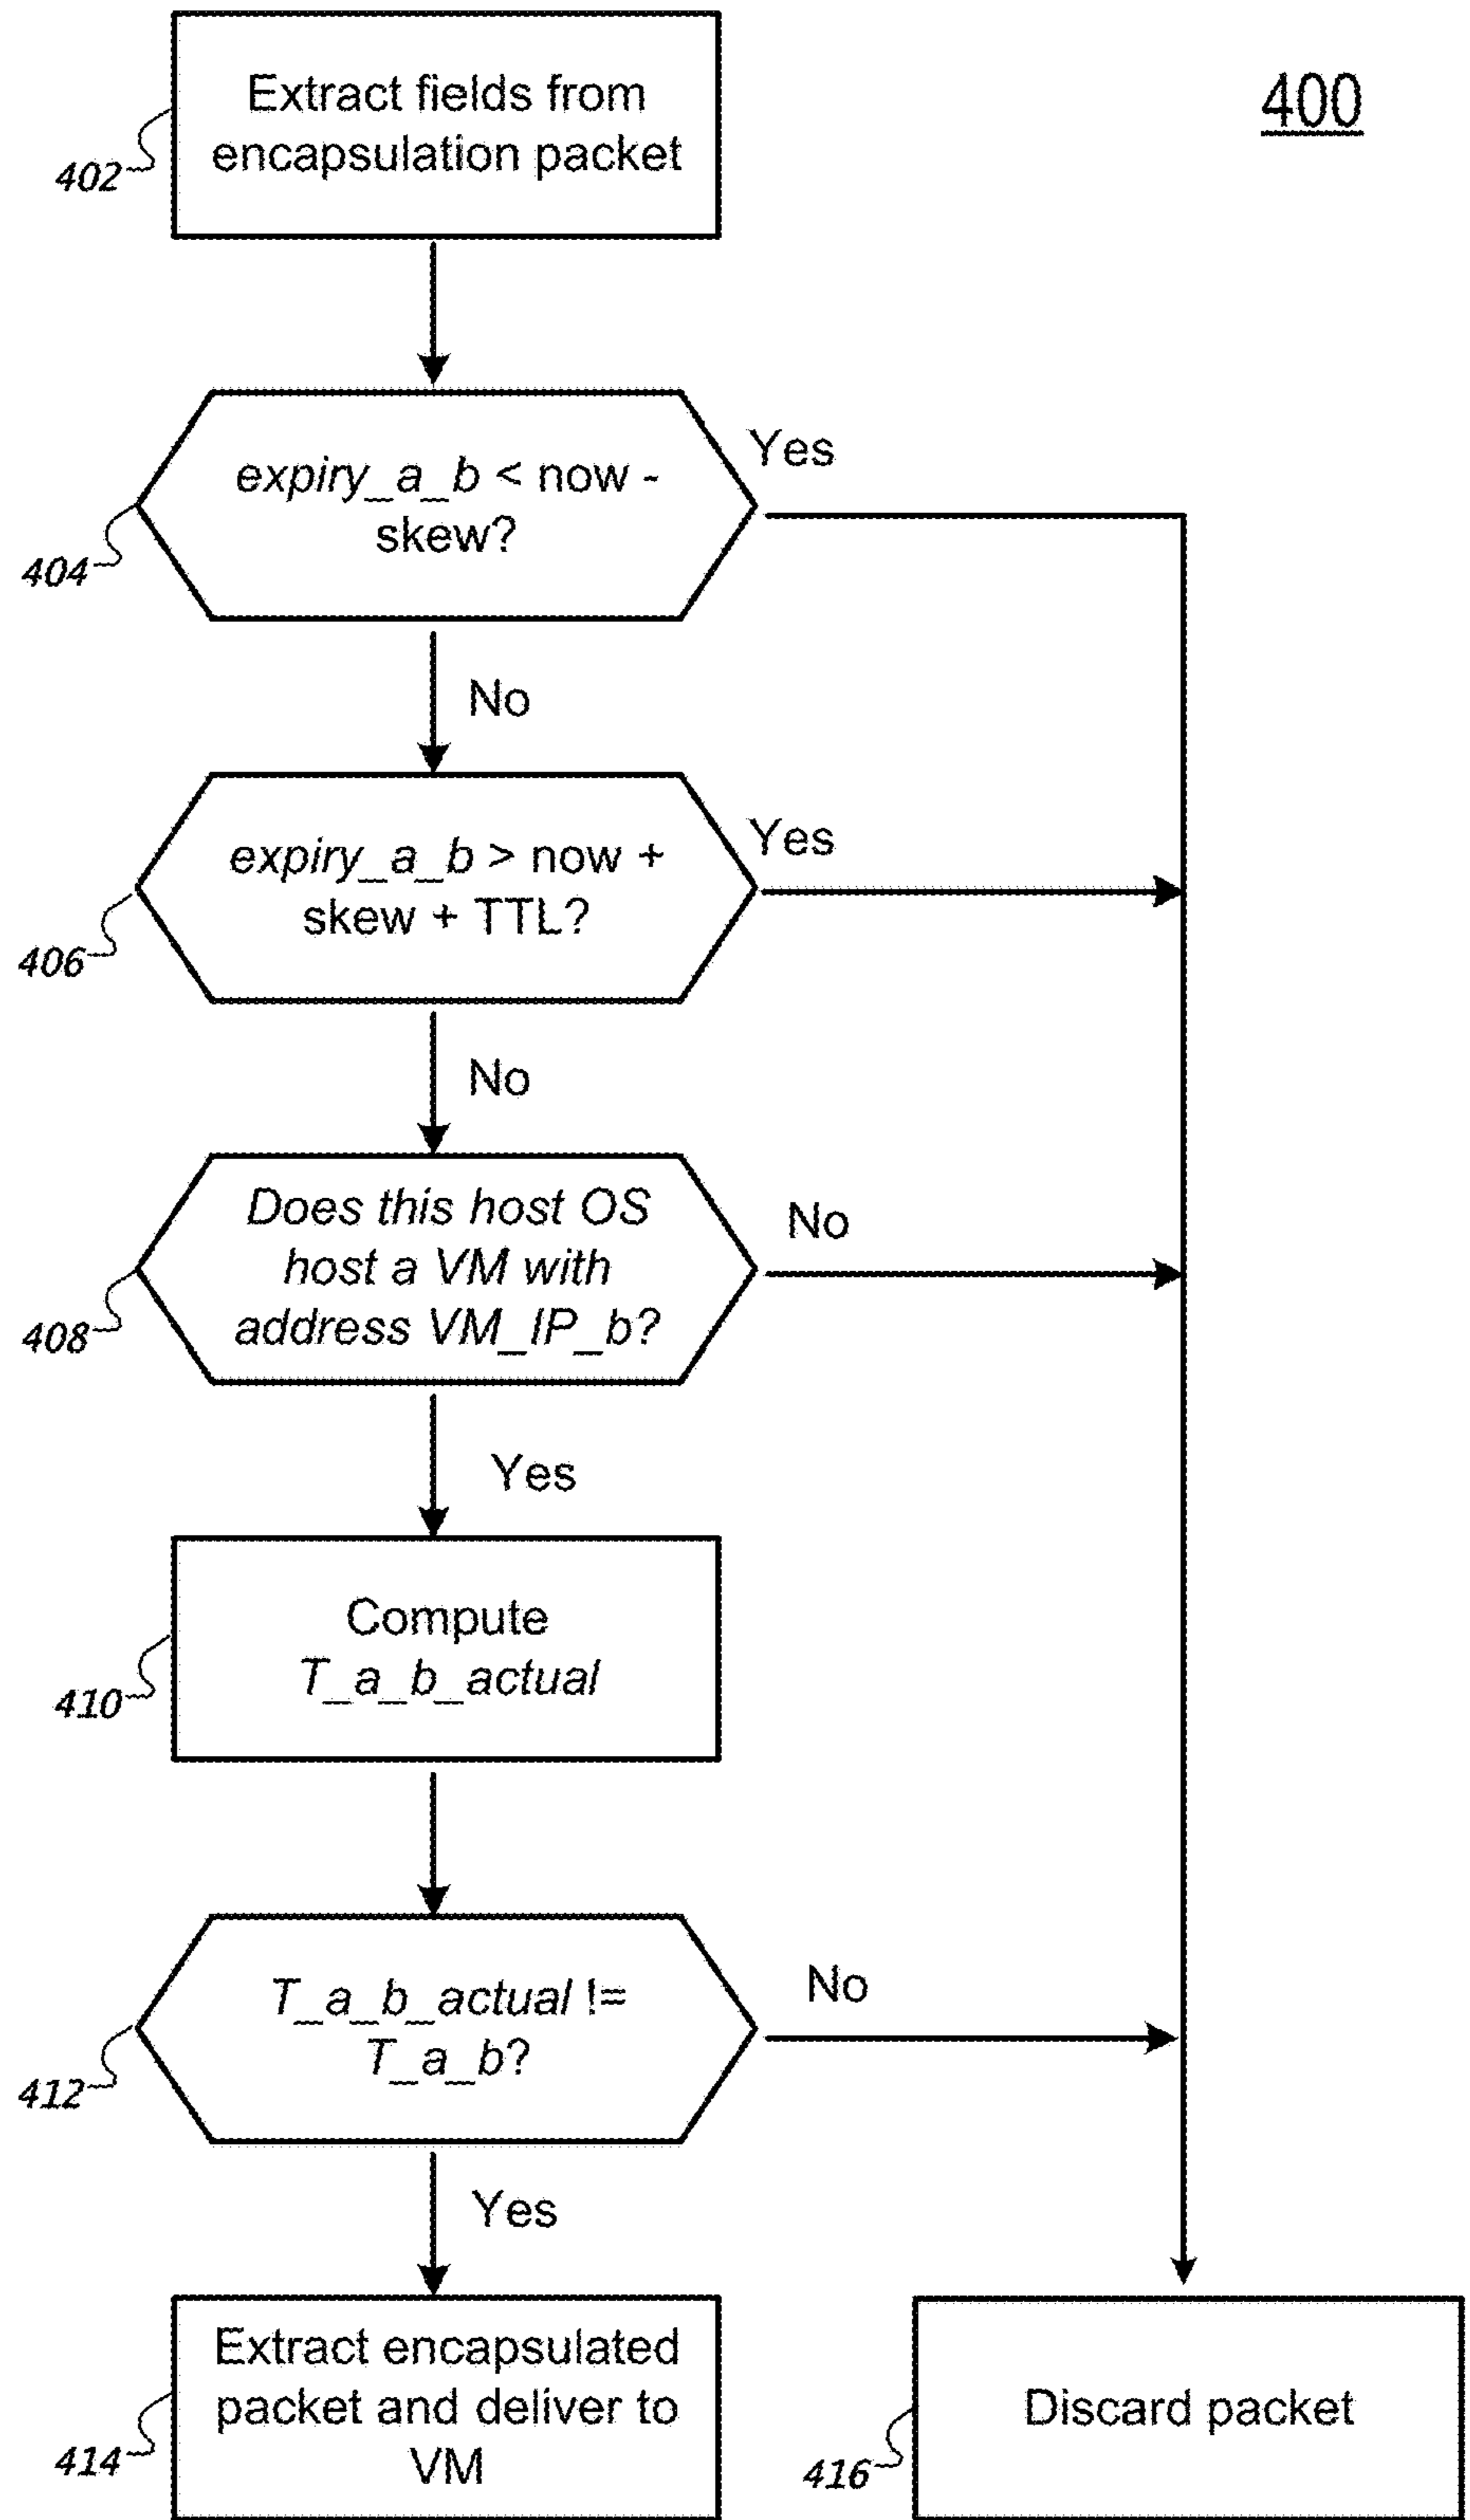 400
Extract fields from
encapsulation packet
402
expiry_a_b < now -
skew?
Yes
404
No
expiry_a_b > now +
skew + TTL?
Yes
406
No
Does this host OS
host a VM with
address VM_IP_b?
No
408
Yes
Compute
T_a_b_actual
410
T_a_b_actual !=
T_a_b?
No
412
Yes
Extract encapsulated
packet and deliver to
VM
414
Discard packet
416